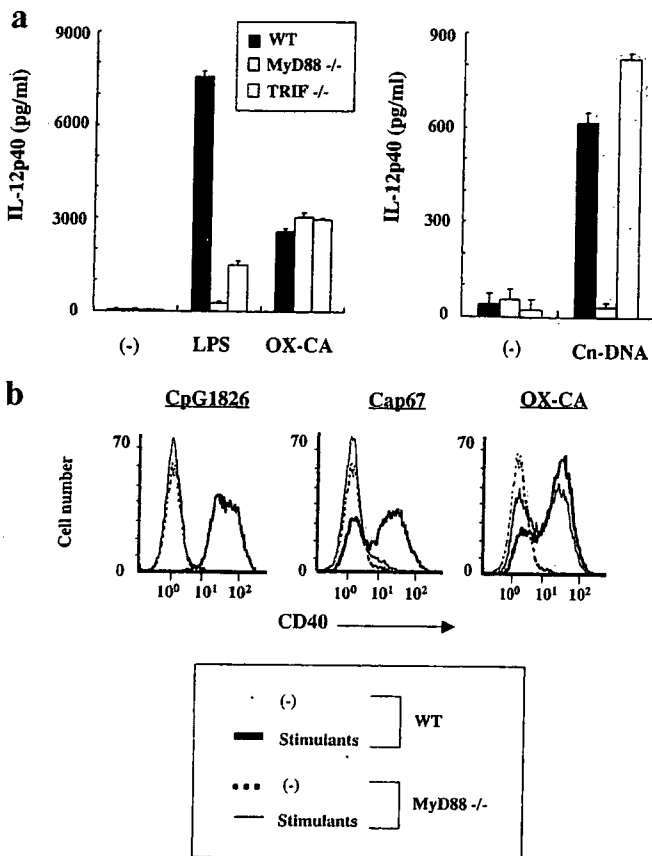 a
9000
6000
3000
0
IL-12p40 (pg/ml)
WT
MyD88 -/-
TRIF -/-
(-) LPS OX-CA
900
600
300
0
IL-12p40 (pg/ml)
(-) Cn-DNA
b
CpG1826 Cap67 OX-CA
70 70 70
Cell number
0 0 0
10⁰ 10¹ 10² 10⁰ 10¹ 10² 10⁰ 10¹ 10²
CD40
(-)
Stimulants
WT
(-)
Stimulants
MyD88 -/-